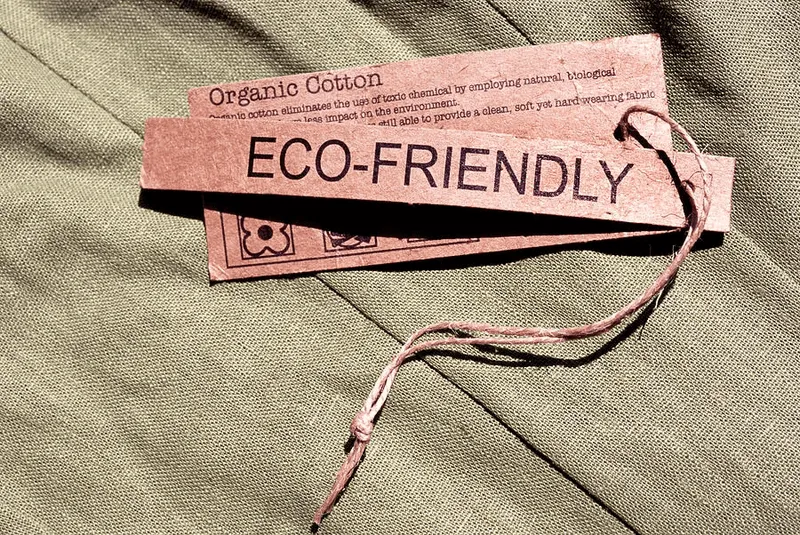 Organic Cotton
Organic cotton eliminates the use of toxic chemical by employing natural, biological
less impact on the environment.
still able to provide a clean, soft yet hard wearing fabric
ECO-FRIENDLY